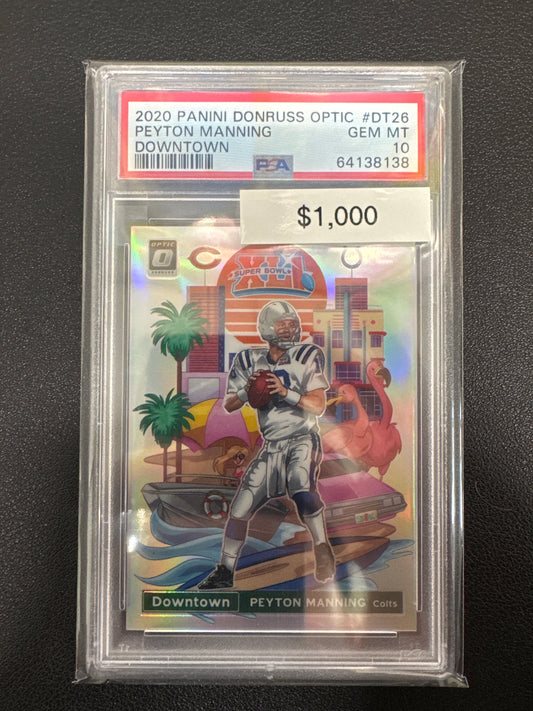 2020 PANINI DONRUSS OPTIC #DT26
PEYTON MANNING GEM MT
DOWNTOWN 10
PSA 64138138
$1,000
OPTIC
XLI
SUPER BOWL
Downtown PEYTON MANNING Colts